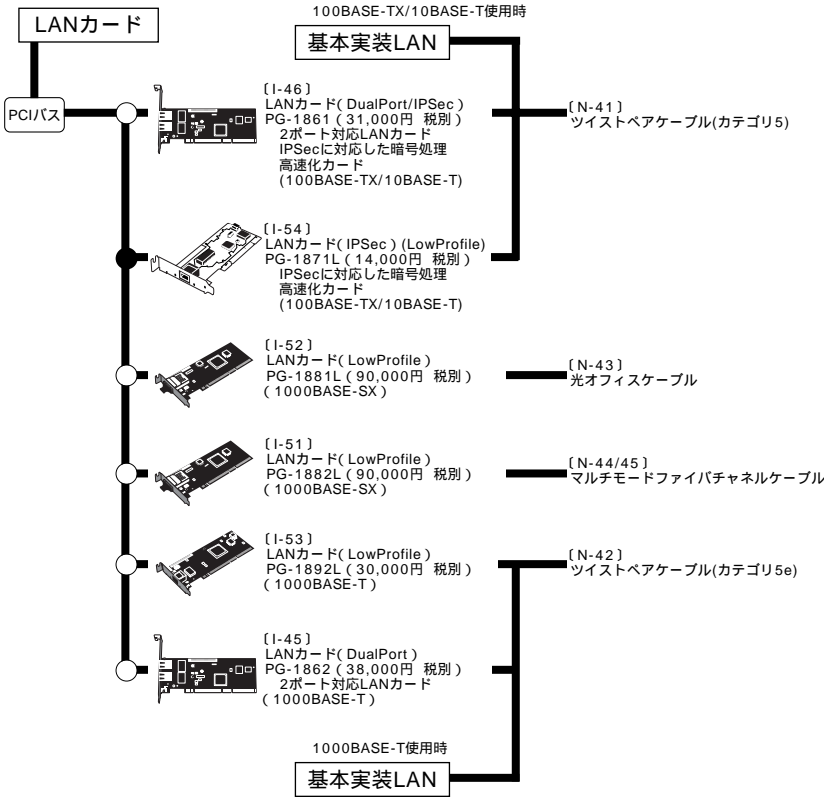 LANカード
PCIバス
100BASE-TX/10BASE-T使用時
基本実装LAN
〔I-46〕
LANカード(DualPort/IPSec)
PG-1861(31,000円 税別)
2ポート対応LANカード
IPSecに対応した暗号処理
高速化カード
(100BASE-TX/10BASE-T)
〔N-41〕
ツイストペアケーブル(カテゴリ5)
〔I-54〕
LANカード(IPSec)(LowProfile)
PG-1871L(14,000円 税別)
IPSecに対応した暗号処理
高速化カード
(100BASE-TX/10BASE-T)
〔I-52〕
LANカード(LowProfile)
PG-1881L(90,000円 税別)
(1000BASE-SX)
〔N-43〕
光オフィスケーブル
〔I-51〕
LANカード(LowProfile)
PG-1882L(90,000円 税別)
(1000BASE-SX)
〔N-44/45〕
マルチモードファイバチャネルケーブル
〔I-53〕
LANカード(LowProfile)
PG-1892L(30,000円 税別)
(1000BASE-T)
〔N-42〕
ツイストペアケーブル(カテゴリ5e)
〔I-45〕
LANカード(DualPort)
PG-1862(38,000円 税別)
2ポート対応LANカード
(1000BASE-T)
1000BASE-T使用時
基本実装LAN